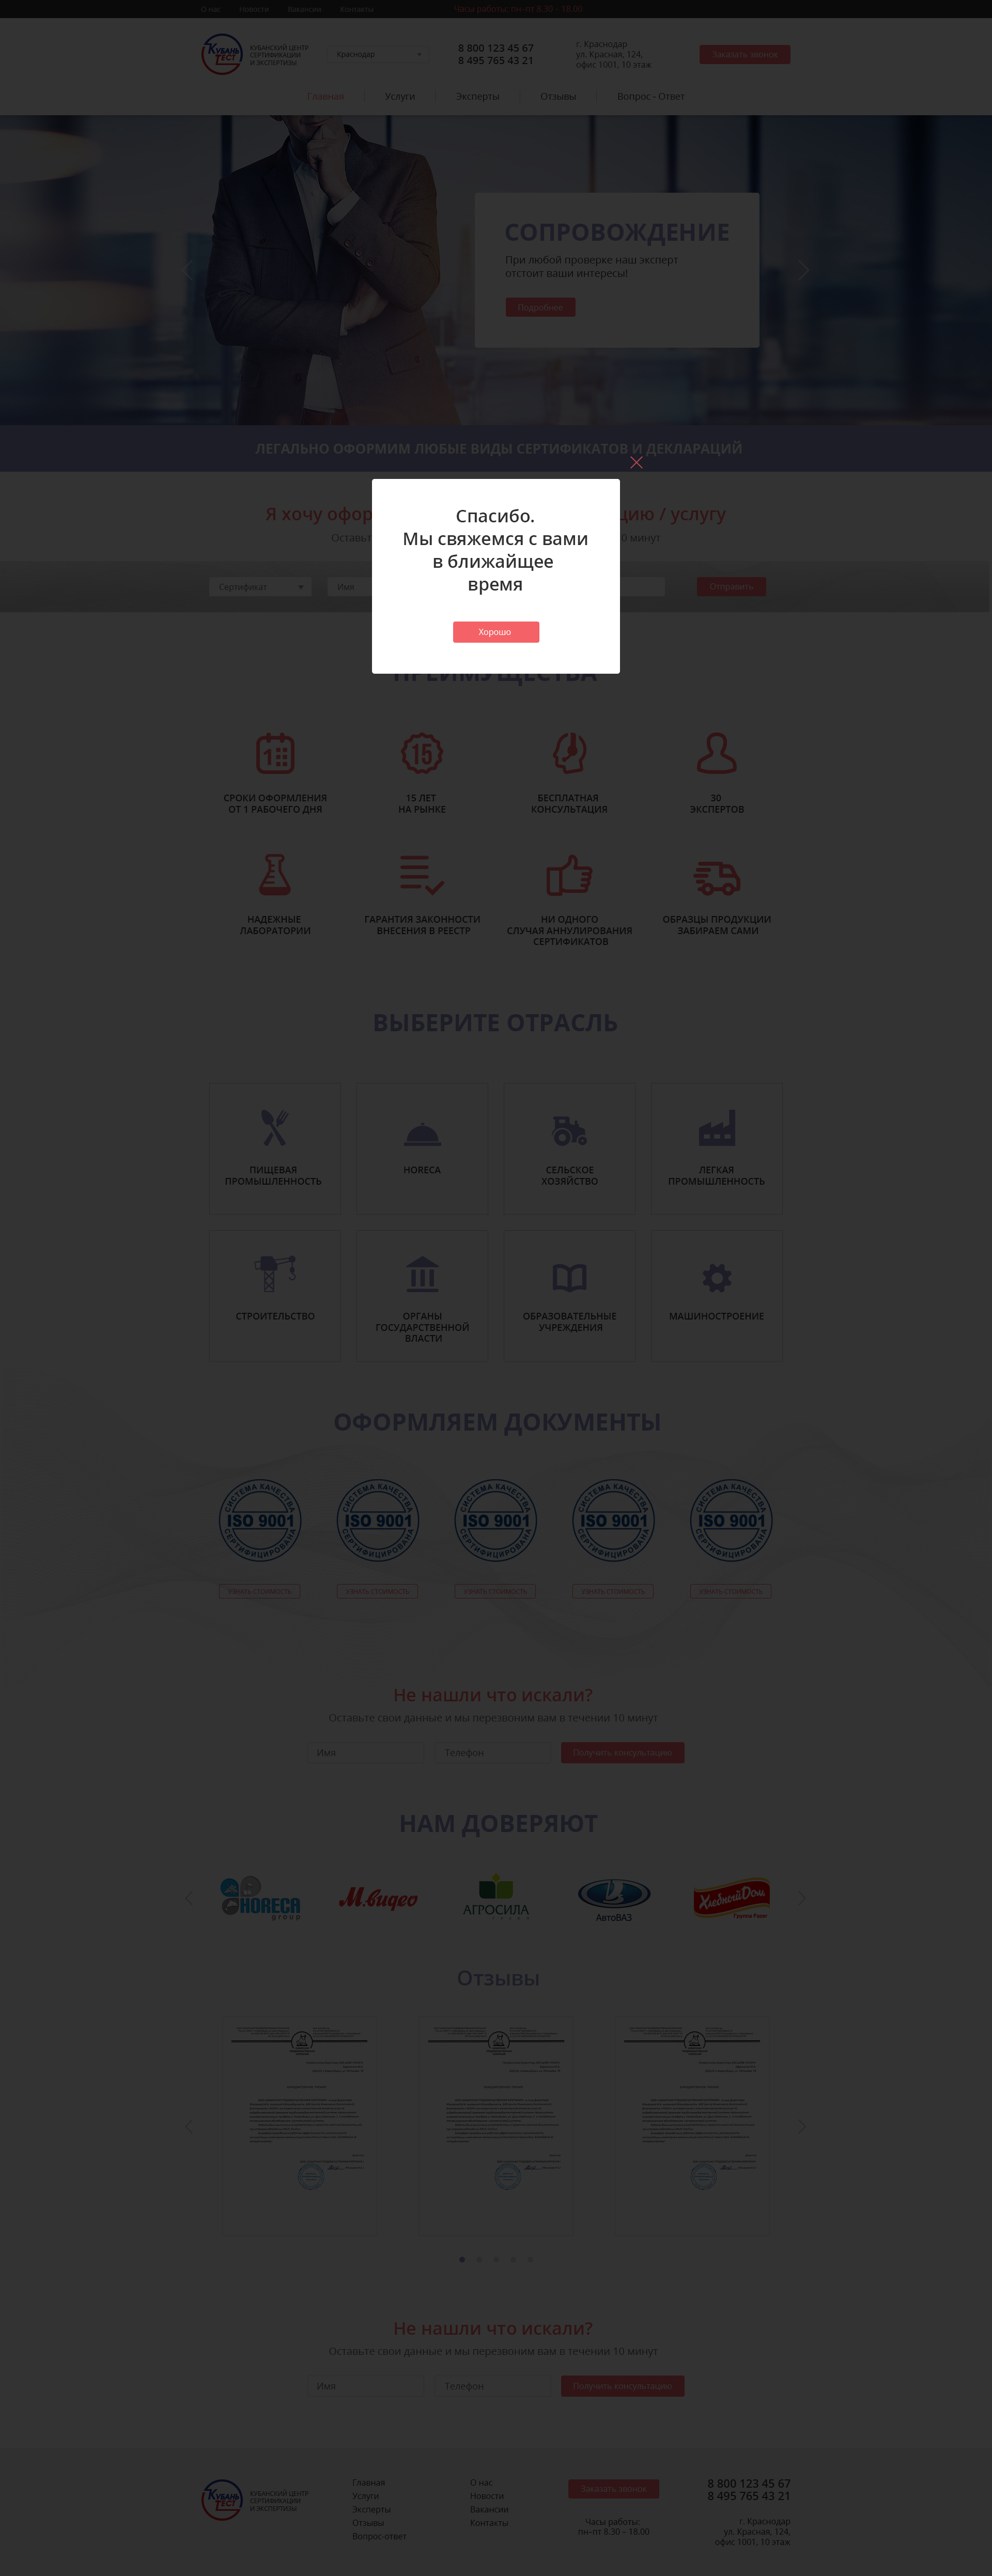 О нас Новости Вакансии Контакты Часы работы: пн–пт 8.30 – 18.00
КУБАНЬ ТЕСТ
КУБАНСКИЙ ЦЕНТР
СЕРТИФИКАЦИИ
И ЭКСПЕРТИЗЫ
Краснодар
8 800 123 45 67
8 495 765 43 21
г. Краснодар
ул. Красная, 124,
офис 1001, 10 этаж
Заказать звонок
Главная Услуги Эксперты Отзывы Вопрос - Ответ
СОПРОВОЖДЕНИЕ
При любой проверке наш эксперт
отстоит ваши интересы!
Подробнее
ЛЕГАЛЬНО ОФОРМИМ ЛЮБЫЕ ВИДЫ СЕРТИФИКАТОВ И ДЕКЛАРАЦИЙ
Я хочу / услугу
минут
Сертификат Имя Отправить
Спасибо.
Мы свяжемся с вами
в ближайщее
время
Хорошо
ПРЕИМУЩЕСТВА
СРОКИ ОФОРМЛЕНИЯ
ОТ 1 РАБОЧЕГО ДНЯ
15
15 ЛЕТ
НА РЫНКЕ
БЕСПЛАТНАЯ
КОНСУЛЬТАЦИЯ
30
ЭКСПЕРТОВ
НАДЕЖНЫЕ
ЛАБОРАТОРИИ
ГАРАНТИЯ ЗАКОННОСТИ
ВНЕСЕНИЯ В РЕЕСТР
НИ ОДНОГО
СЛУЧАЯ АННУЛИРОВАНИЯ
СЕРТИФИКАТОВ
ОБРАЗЦЫ ПРОДУКЦИИ
ЗАБИРАЕМ САМИ
ВЫБЕРИТЕ ОТРАСЛЬ
ПИЩЕВАЯ
ПРОМЫШЛЕННОСТЬ
HORECA
СЕЛЬСКОЕ
ХОЗЯЙСТВО
ЛЕГКАЯ
ПРОМЫШЛЕННОСТЬ
СТРОИТЕЛЬСТВО
ОРГАНЫ
ГОСУДАРСТВЕННОЙ
ВЛАСТИ
ОБРАЗОВАТЕЛЬНЫЕ
УЧРЕЖДЕНИЯ
МАШИНОСТРОЕНИЕ
ОФОРМЛЯЕМ ДОКУМЕНТЫ
СИСТЕМА КАЧЕСТВА
ISO 9001
СЕРТИФИЦИРОВАНА
СИСТЕМА КАЧЕСТВА
ISO 9001
СЕРТИФИЦИРОВАНА
СИСТЕМА КАЧЕСТВА
ISO 9001
СЕРТИФИЦИРОВАНА
СИСТЕМА КАЧЕСТВА
ISO 9001
СЕРТИФИЦИРОВАНА
СИСТЕМА КАЧЕСТВА
ISO 9001
СЕРТИФИЦИРОВАНА
УЗНАТЬ СТОИМОСТЬ УЗНАТЬ СТОИМОСТЬ УЗНАТЬ СТОИМОСТЬ УЗНАТЬ СТОИМОСТЬ УЗНАТЬ СТОИМОСТЬ
Не нашли что искали?
Оставьте свои данные и мы перезвоним вам в течении 10 минут
Имя Телефон Получить консультацию
НАМ ДОВЕРЯЮТ
HORECA
group
М.видео
АГРОСИЛА
АвтоВАЗ
Хлебный Дом
Отзывы
Не нашли что искали?
Оставьте свои данные и мы перезвоним вам в течении 10 минут
Имя Телефон Получить консультацию
КУБАНЬ ТЕСТ
КУБАНСКИЙ ЦЕНТР
СЕРТИФИКАЦИИ
И ЭКСПЕРТИЗЫ
Главная
Услуги
Эксперты
Отзывы
Вопрос-ответ
О нас
Новости
Вакансии
Контакты
Заказать звонок
Часы работы:
пн–пт 8.30 – 18.00
8 800 123 45 67
8 495 765 43 21
г. Краснодар
ул. Красная, 124,
офис 1001, 10 этаж